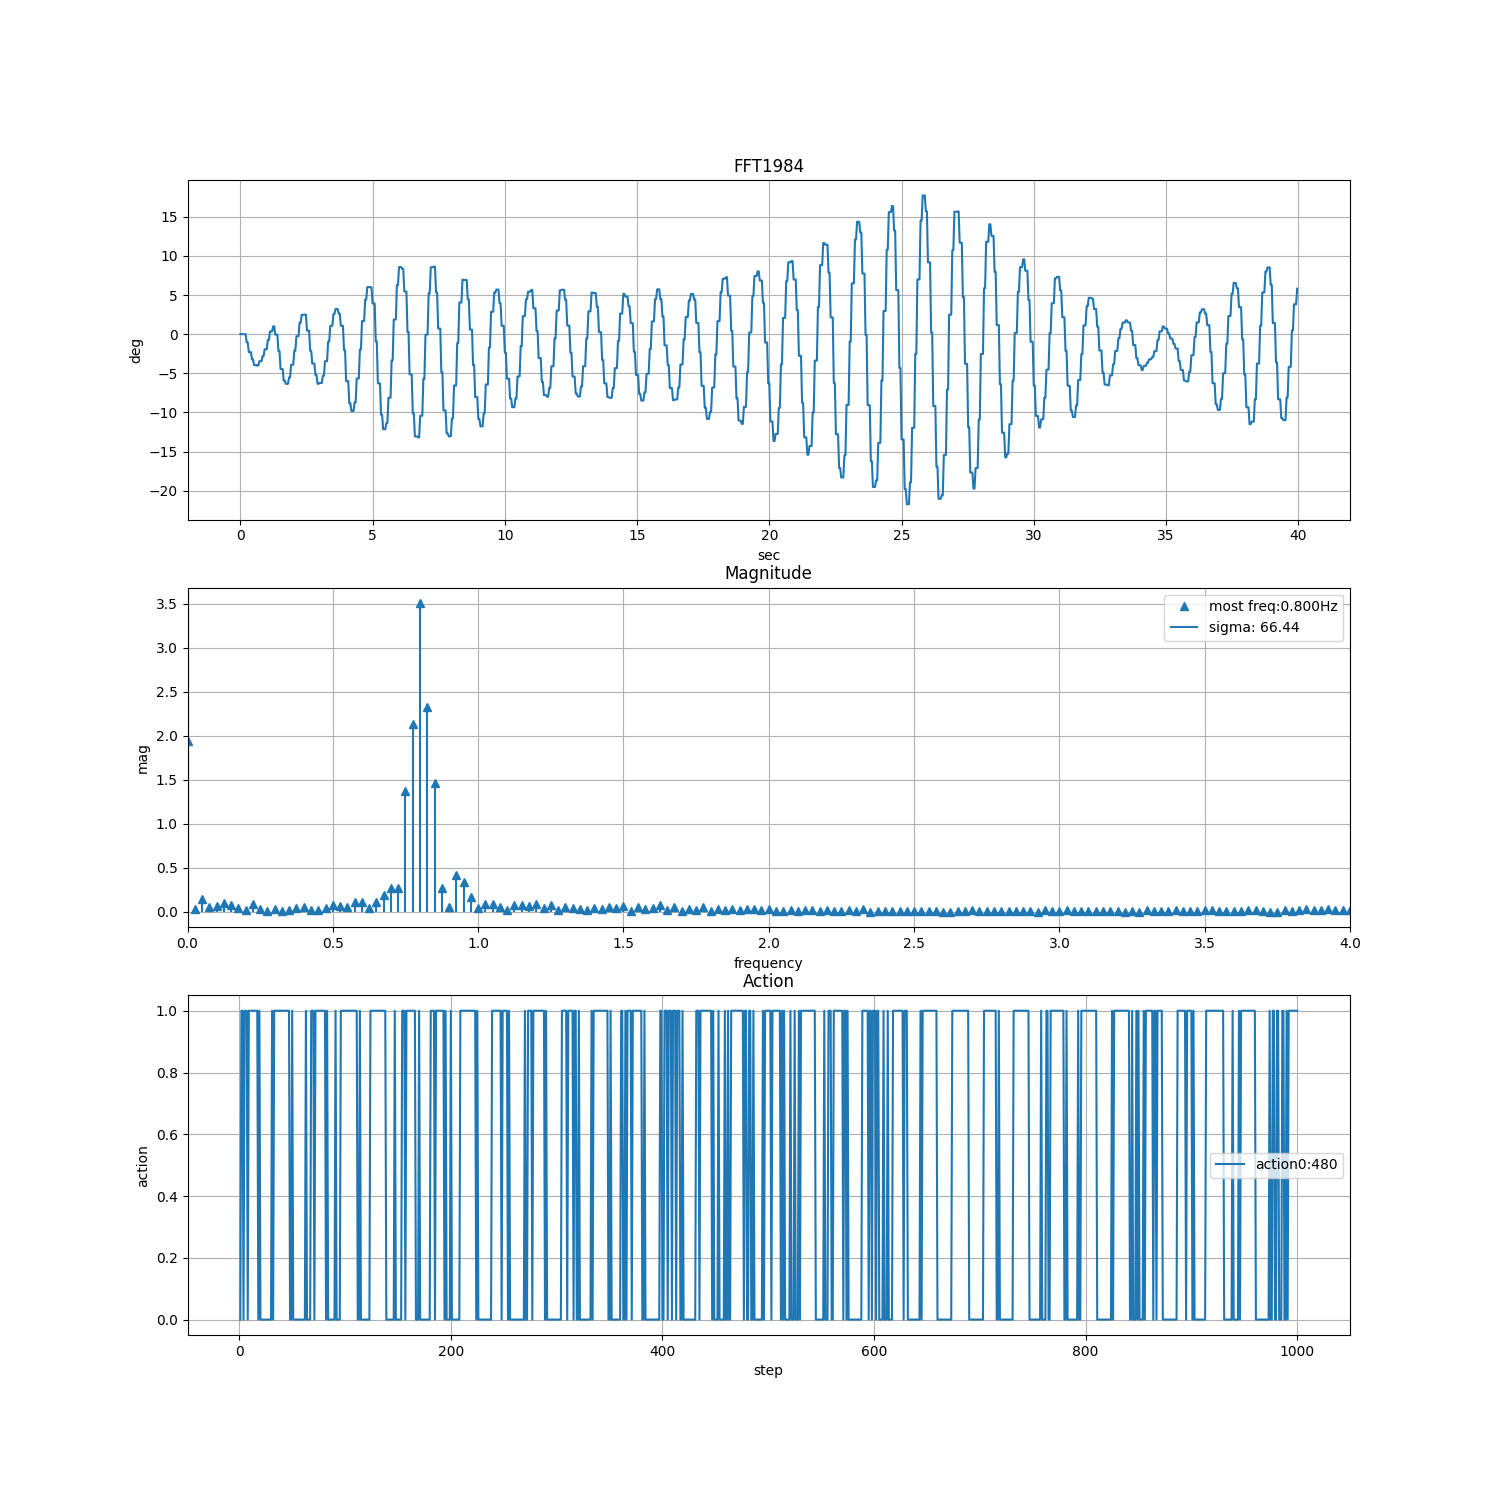 FFT1984
15
10
5
0
−5
−10
−15
−20
deg
0 5 10 15 20 25 30 35 40
sec
Magnitude
most freq:0.800Hz
sigma: 66.44
3.5
3.0
2.5
2.0
1.5
1.0
0.5
0.0
mag
0.0 0.5 1.0 1.5 2.0 2.5 3.0 3.5 4.0
frequency
Action
1.0
0.8
0.6
0.4
0.2
0.0
action
action0:480
0 200 400 600 800 1000
step